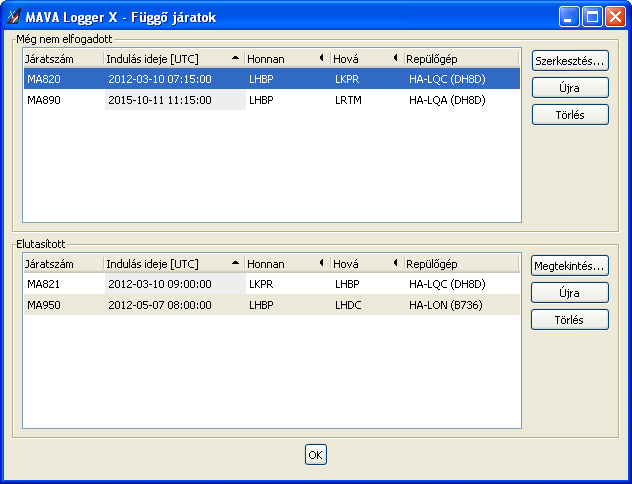 MAVA Logger X - Függő járatok
Még nem elfogadott
Járatszám Indulás ideje [UTC] Honnan Hová Repülőgép
MA820 2012-03-10 07:15:00 LHBP LKPR HA-LQC (DH8D)
MA890 2015-10-11 11:15:00 LHBP LRTM HA-LQA (DH8D)
Szerkesztés...
Újra
Törlés
Elutasított
Járatszám Indulás ideje [UTC] Honnan Hová Repülőgép
MA821 2012-03-10 09:00:00 LKPR LHBP HA-LQC (DH8D)
MA950 2012-05-07 08:00:00 LHBP LHDC HA-LON (B736)
Megtekintés...
Újra
Törlés
OK